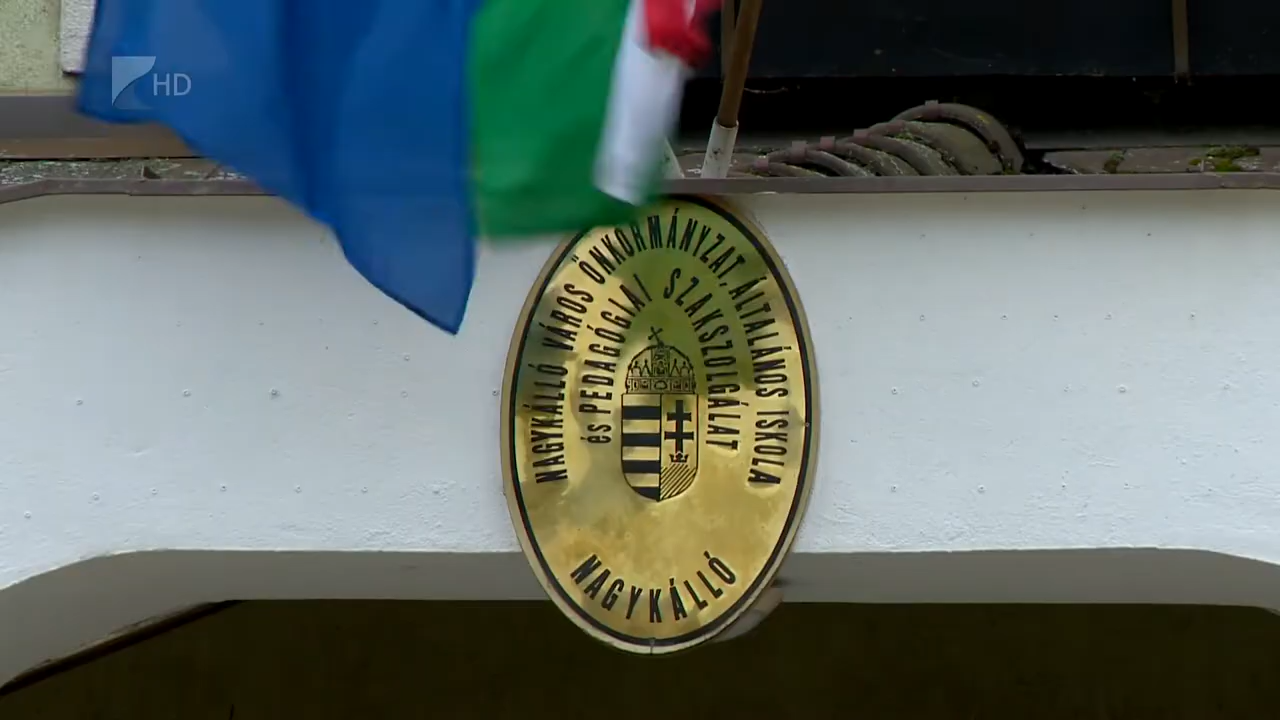 HD
NAGYKÁLLÓ VÁROS ÖNKORMÁNYZAT, ÁLTALÁNOS ISKOLA
és PEDAGÓGIAI SZAKSZOLGÁLAT
NAGYKÁLLÓ